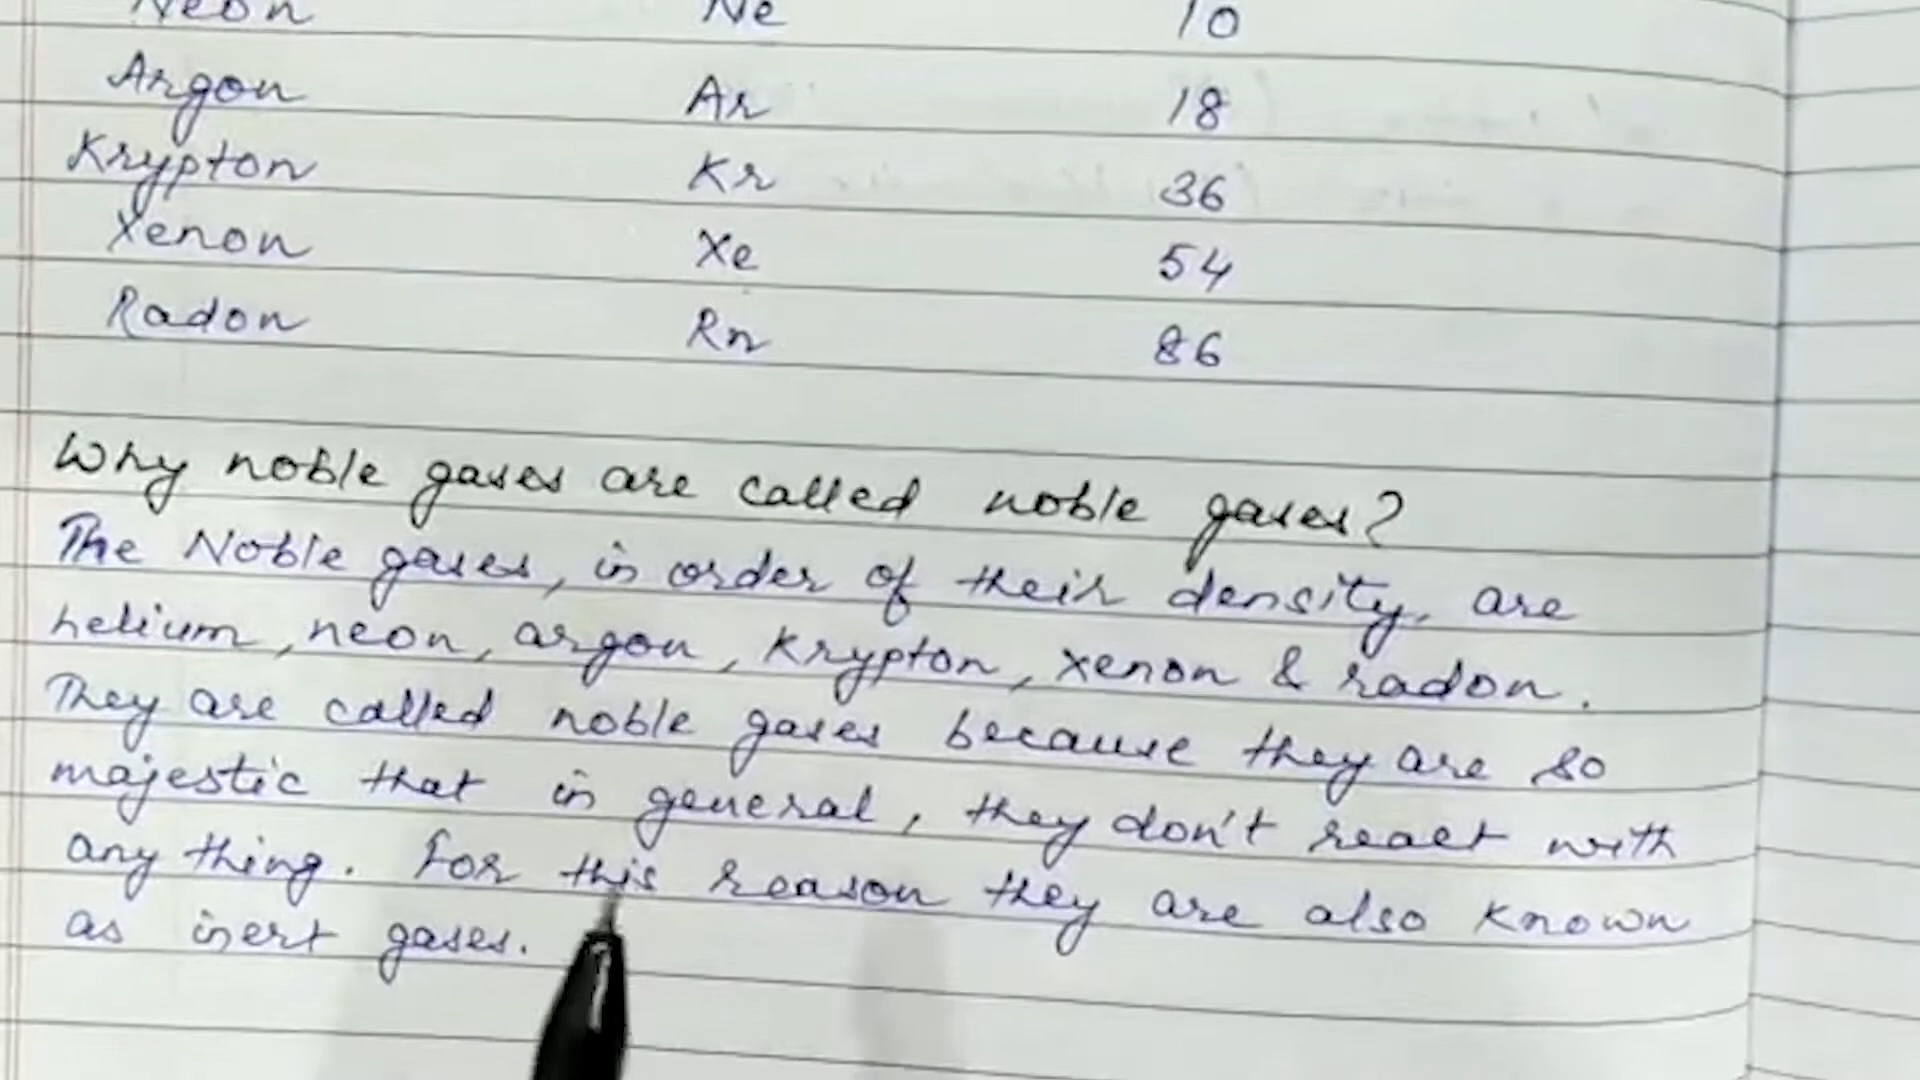 Neon Ne 10
Argon Ar 18
Krypton Kr 36
Xenon Xe 54
Radon Rn 86
Why noble gases are called noble gases?
The Noble gases, in order of their density, are
helium, neon, argon, krypton, xenon & radon.
They are called noble gases because they are so
majestic that in general, they don't react with
any thing. For this reason they are also known
as inert gases.